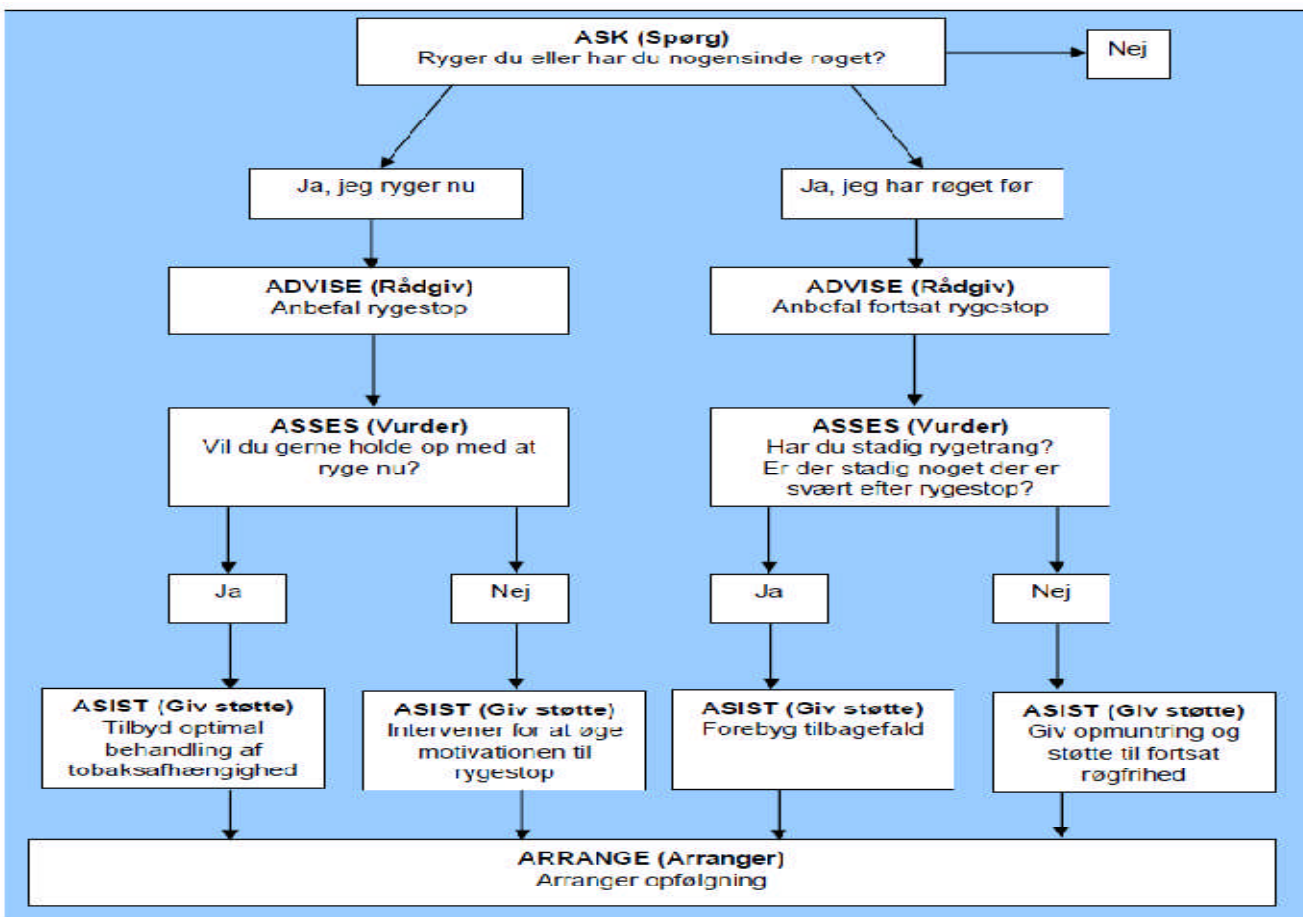 ASK (Spørg)
Ryger du eller har du nogensinde røget?
Nej
Ja, jeg ryger nu
Ja, jeg har røget før
ADVISE (Rådgiv)
Anbefal rygestop
ADVISE (Rådgiv)
Anbefal fortsat rygestop
ASSES (Vurder)
Vil du gerne holde op med at
ryge nu?
ASSES (Vurder)
Har du stadig rygetrang?
Er der stadig noget der er
svært efter rygestop?
Ja
Nej
Ja
Nej
ASIST (Giv støtte)
Tilbyd optimal
behandling af
tobaksafhængighed
ASIST (Giv støtte)
Intervener for at øge
motivationen til
rygestop
ASIST (Giv støtte)
Forebyg tilbagefald
ASIST (Giv støtte)
Giv opmuntring og
støtte til fortsat
røgfrihed
ARRANGE (Arranger)
Arranger opfølgning